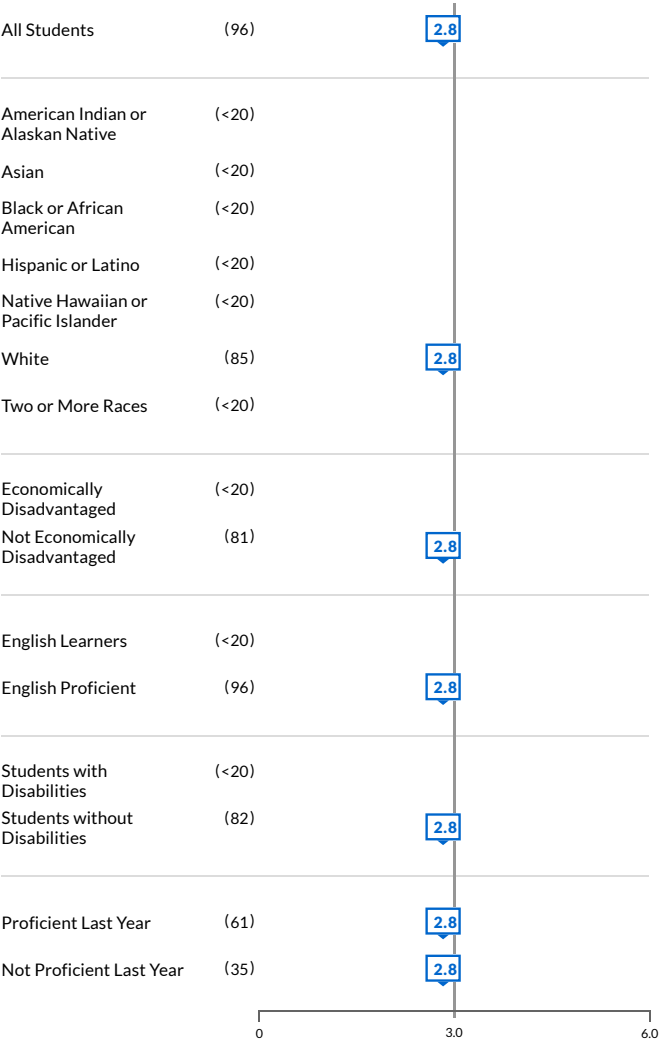 All Students (96) 2.8
American Indian or (<20)
Alaskan Native
Asian (<20)
Black or African (<20)
American
Hispanic or Latino (<20)
Native Hawaiian or (<20)
Pacific Islander
White (85) 2.8
Two or More Races (<20)
Economically (<20)
Disadvantaged
Not Economically (81) 2.8
Disadvantaged
English Learners (<20)
English Proficient (96) 2.8
Students with (<20)
Disabilities
Students without (82) 2.8
Disabilities
Proficient Last Year (61) 2.8
Not Proficient Last Year (35) 2.8
0 3.0 6.0